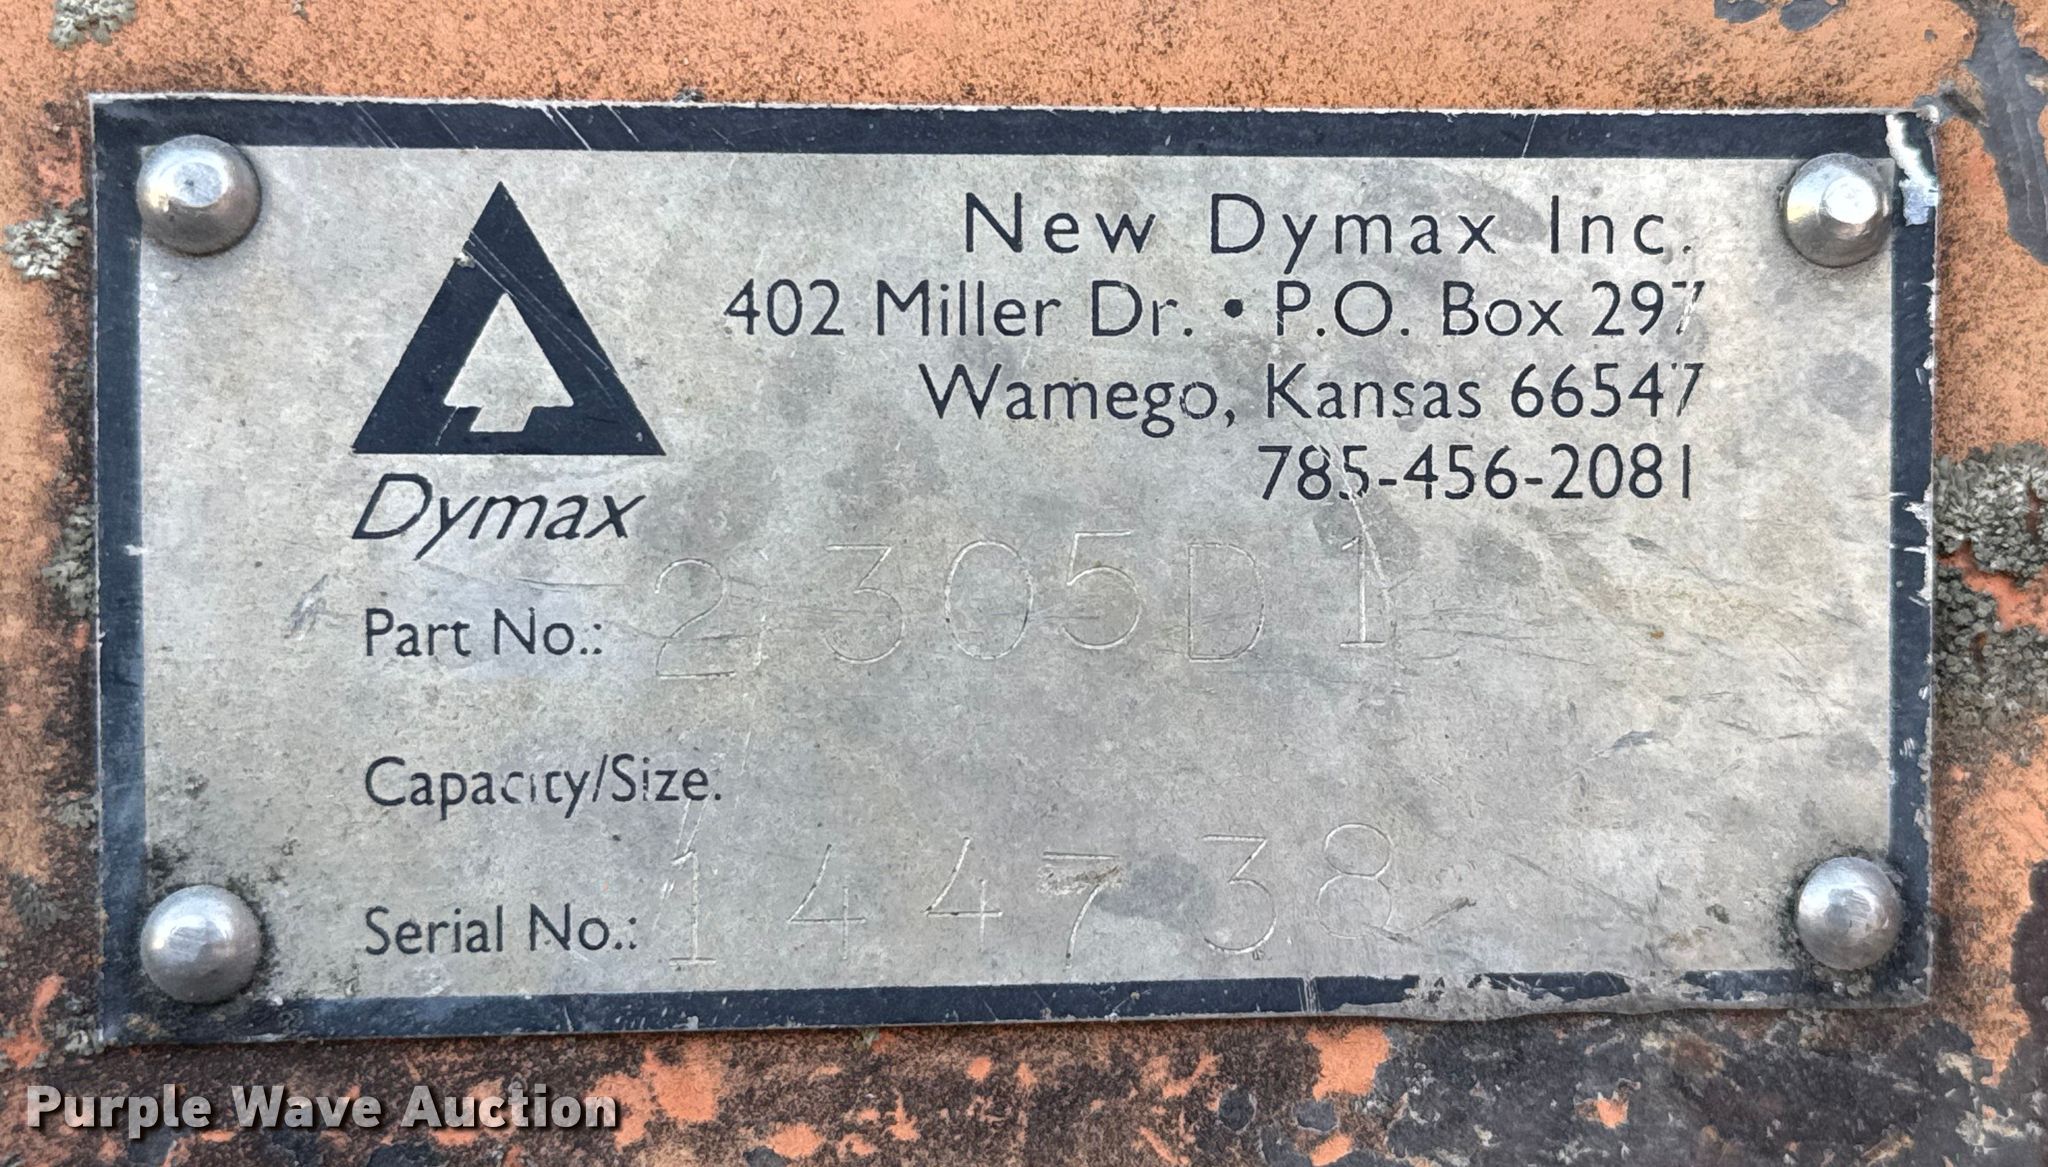 New Dymax Inc.
402 Miller Dr. • P.O. Box 297
Wamego, Kansas 66547
785-456-2081
Dymax
Part No.: 2305D1
Capacity/Size:
Serial No.: 144738
Purple Wave Auction